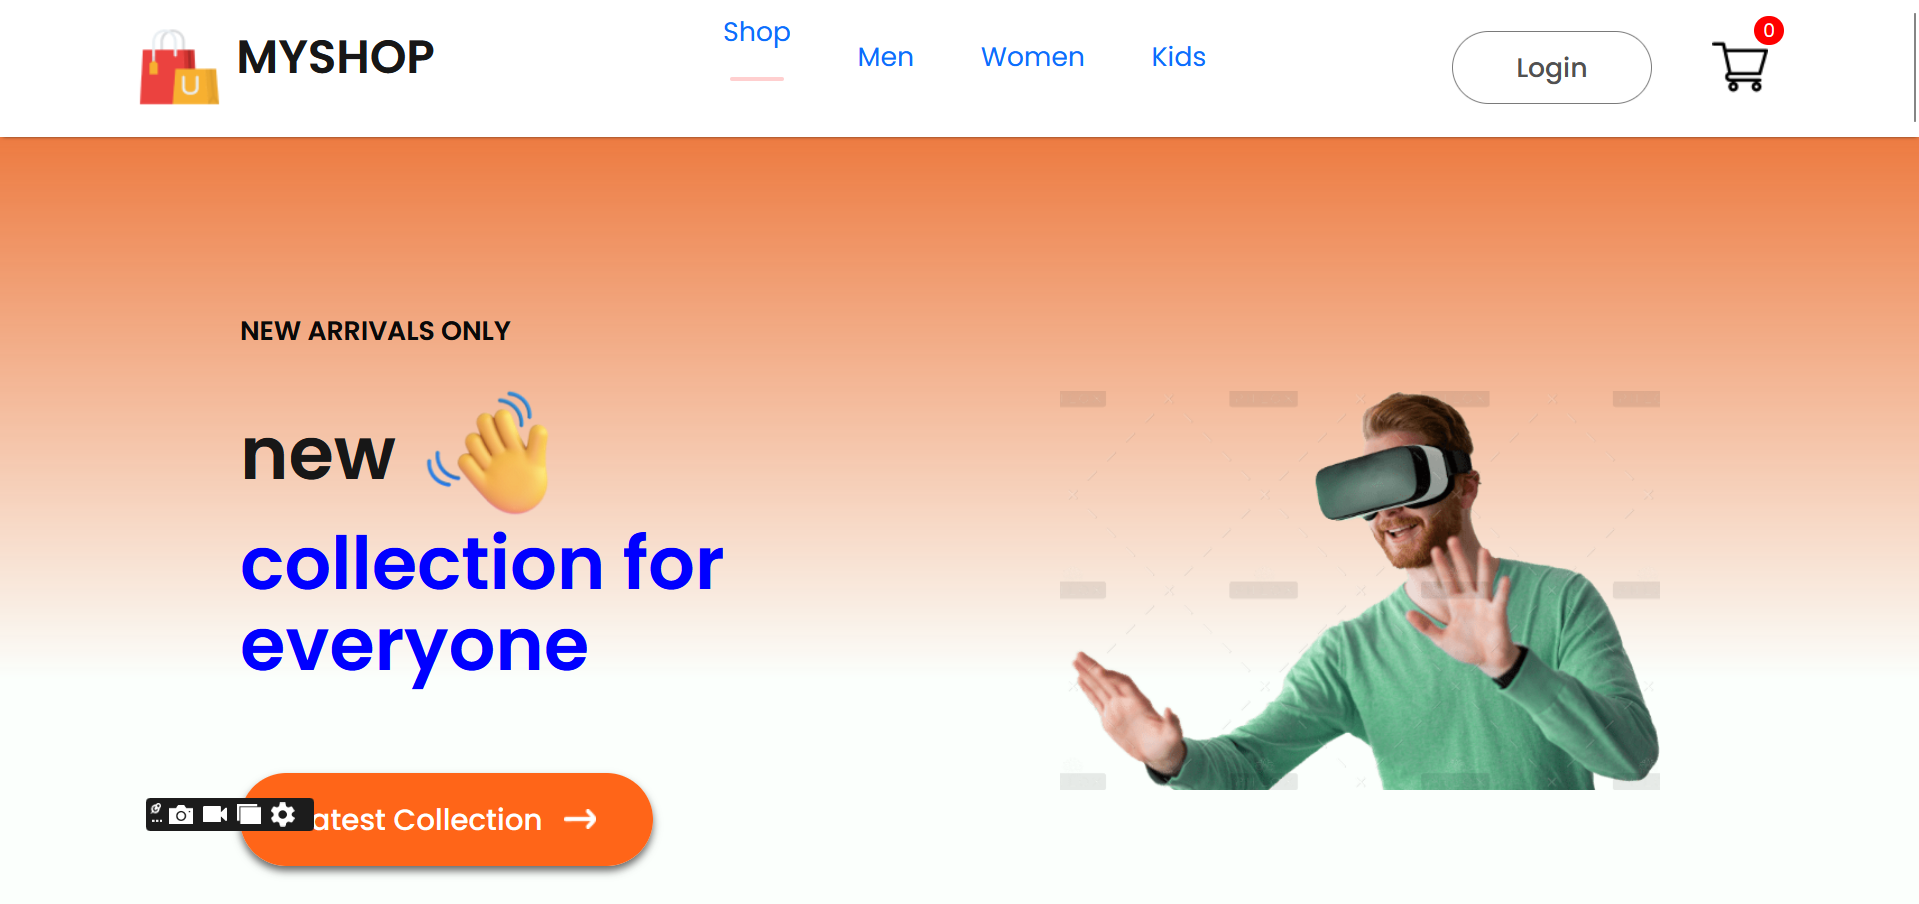 MYSHOP
Shop
Men
Women
Kids
Login
0
NEW ARRIVALS ONLY
new
collection for
everyone
atest Collection
U